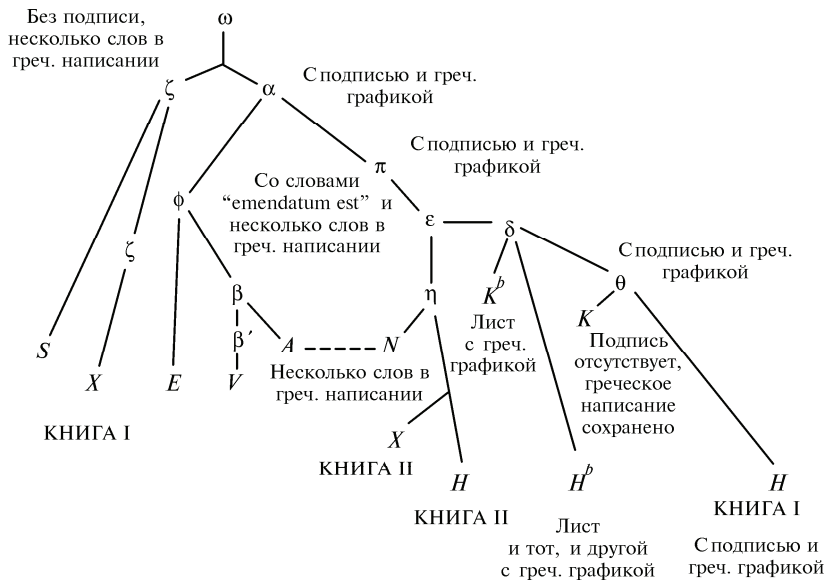 Без подписи,
несколько слов в
греч. написании
ω
ζ
α
С подписью и греч.
графикой
π
С подписью и греч.
графикой
Со словами
“emendatum est” и
несколько слов в
греч. написании
ϕ
ε
δ
С подписью и греч.
графикой
ζ
θ
β
η
K^b
K
β´
Лист
с греч.
графикой
Подпись
отсутствует,
греческое
написание
сохранено
S
A
N
X
E
V
Несколько слов в
греч. написании
КНИГА I
X
КНИГА II
H
КНИГА II
H^b
H
КНИГА I
Лист
и тот, и другой
с греч. графикой
С подписью и
греч. графикой